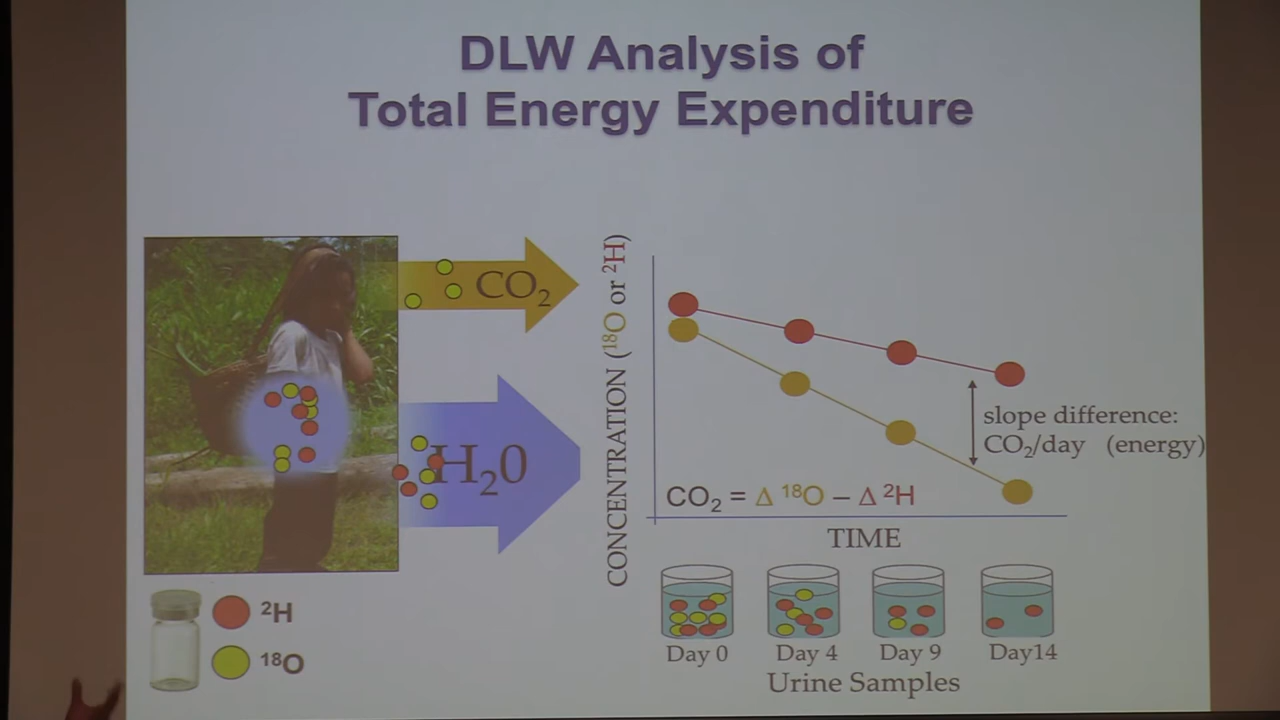 DLW Analysis of
Total Energy Expenditure
CO₂
H₂0
²H
¹⁸O
CONCENTRATION (¹⁸O or ²H)
slope difference:
CO₂/day (energy)
CO₂ = Δ ¹⁸O – Δ ²H
TIME
Day 0
Day 4
Day 9
Day14
Urine Samples